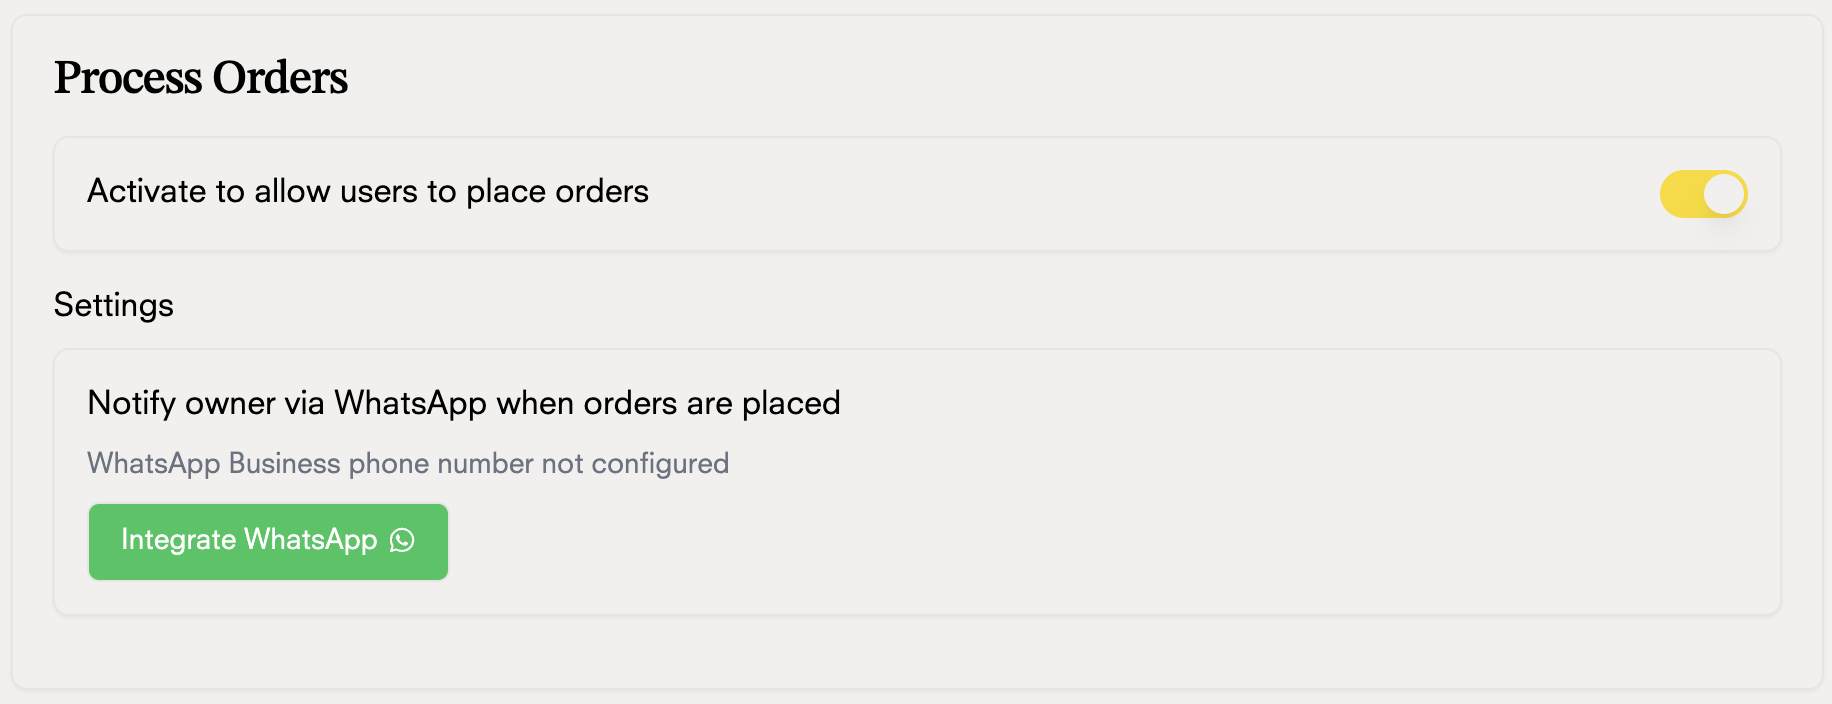 Process Orders
Activate to allow users to place orders
Settings
Notify owner via WhatsApp when orders are placed
WhatsApp Business phone number not configured
Integrate WhatsApp